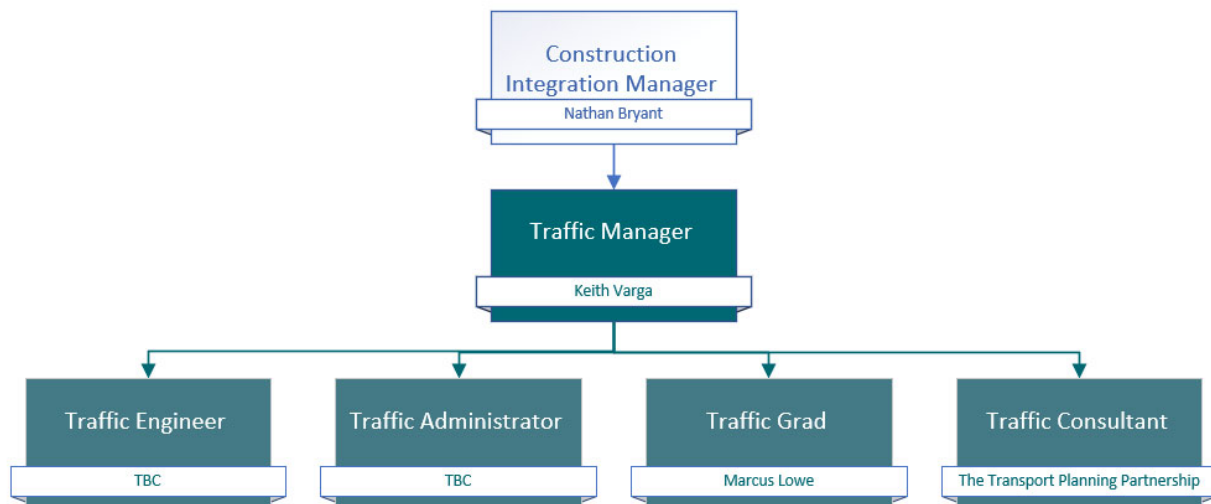 Construction
Integration Manager
Nathan Bryant
Traffic Manager
Keith Varga
Traffic Engineer
TBC
Traffic Administrator
TBC
Traffic Grad
Marcus Lowe
Traffic Consultant
The Transport Planning Partnership